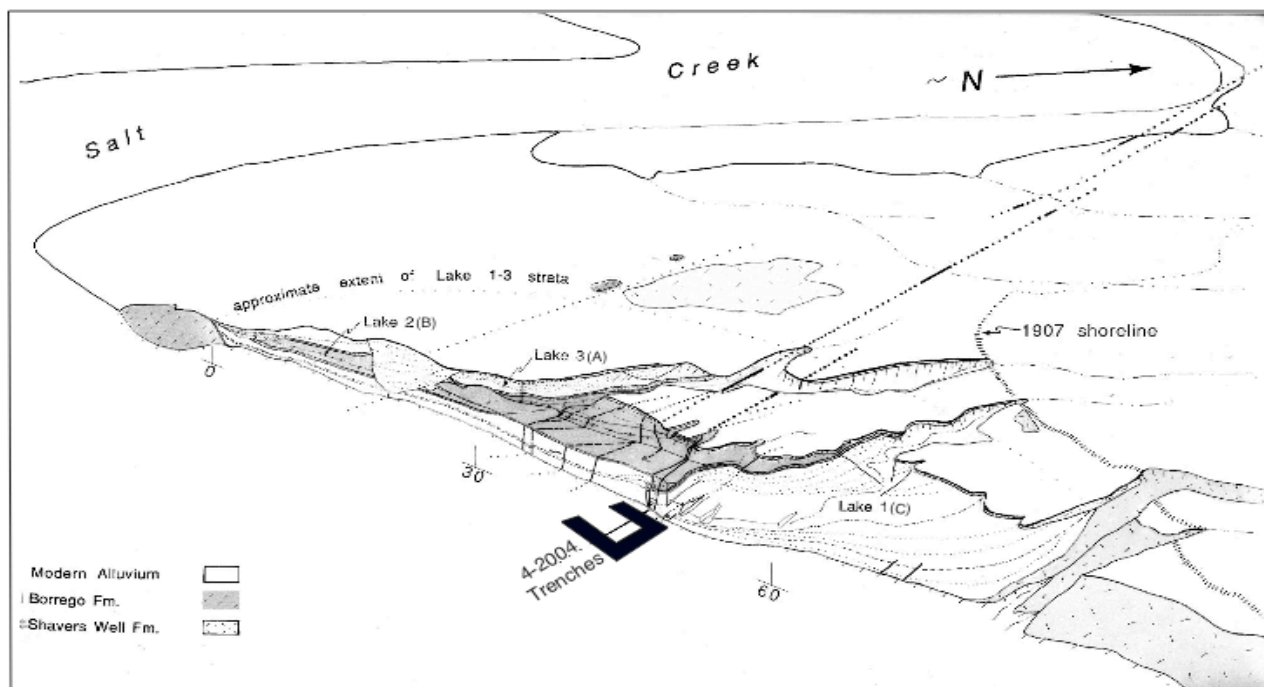 Creek
~ N
Salt
approximate extent of Lake 1-3 strata
Lake 2(B)
1907 shoreline
Lake 3(A)
0
30
Lake 1(C)
4-2004.
Trenches
60
Modern Alluvium
Borrego Fm.
Shavers Well Fm.